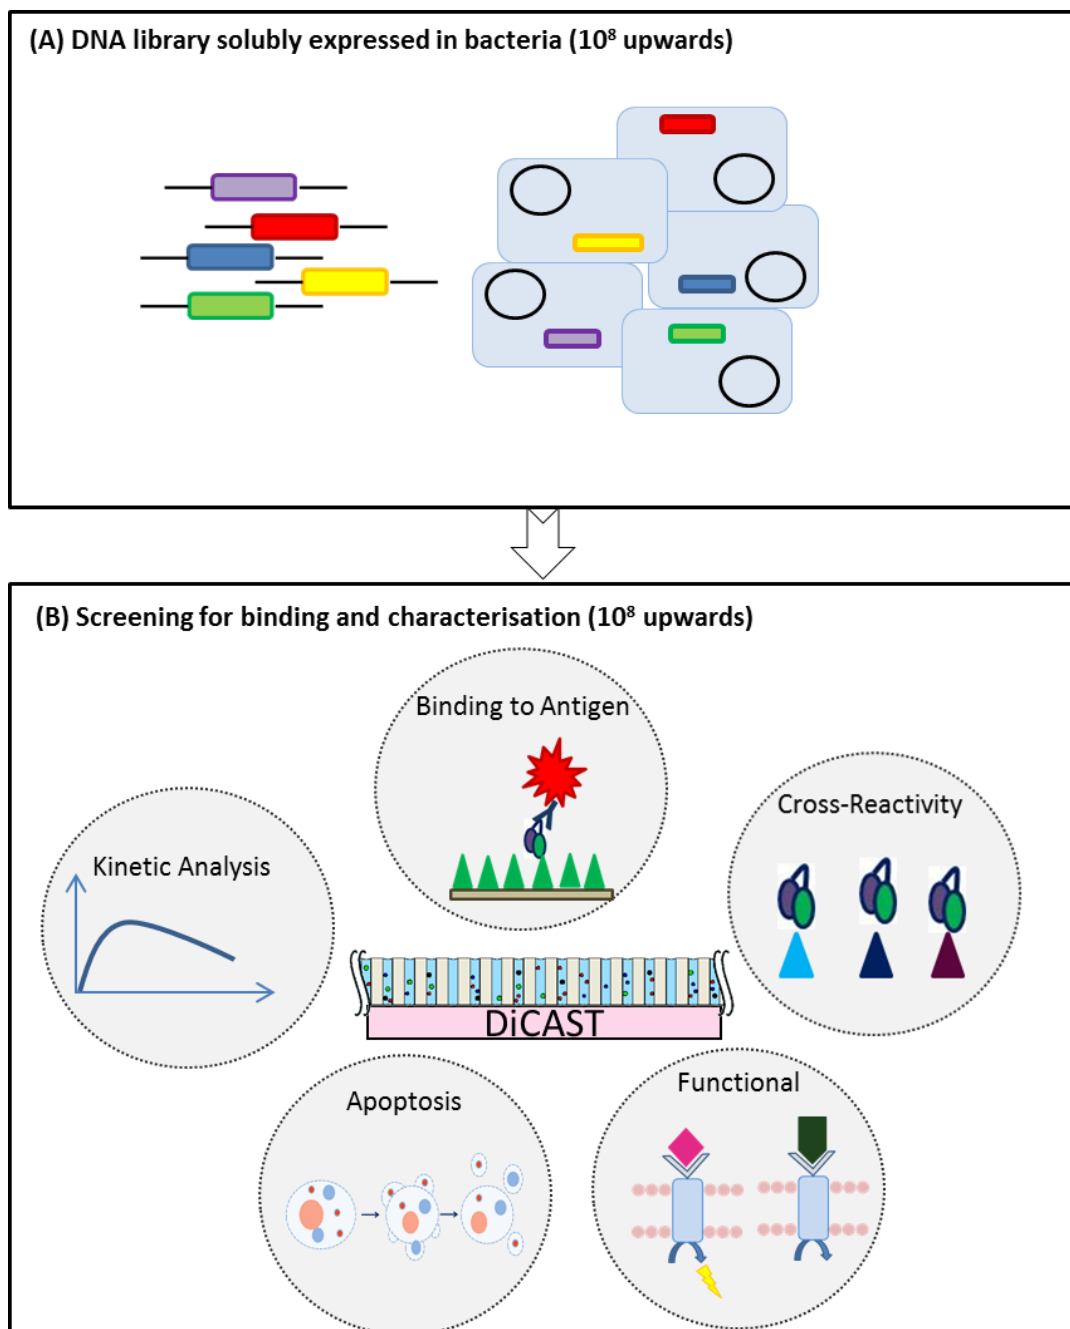 (A) DNA library solubly expressed in bacteria (10⁸ upwards)
(B) Screening for binding and characterisation (10⁸ upwards)
Binding to Antigen
Cross-Reactivity
Kinetic Analysis
DiCAST
Functional
Apoptosis